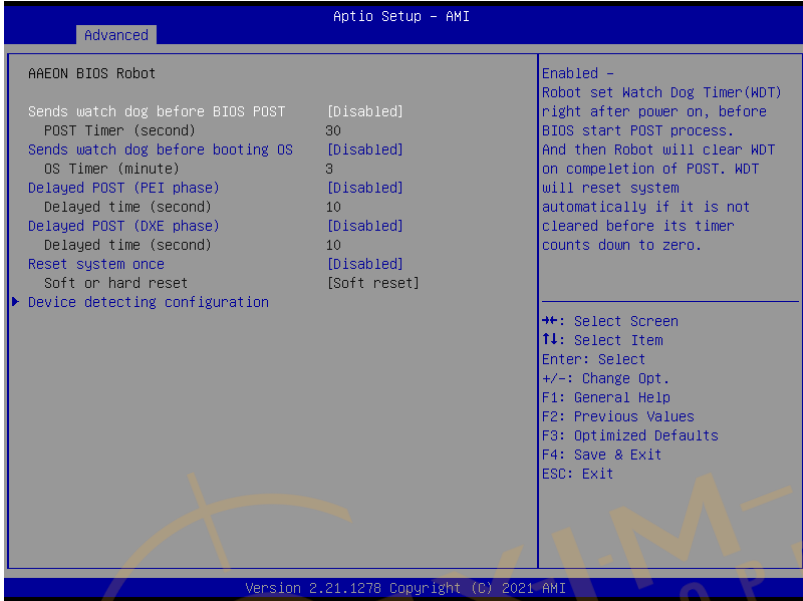 Aptio Setup – AMI
Advanced
AAEON BIOS Robot
Sends watch dog before BIOS POST [Disabled]
POST Timer (second) 30
Sends watch dog before booting OS [Disabled]
OS Timer (minute) 3
Delayed POST (PEI phase) [Disabled]
Delayed time (second) 10
Delayed POST (DXE phase) [Disabled]
Delayed time (second) 10
Reset system once [Disabled]
Soft or hard reset [Soft reset]
Device detecting configuration
Enabled –
Robot set Watch Dog Timer(WDT)
right after power on, before
BIOS start POST process.
And then Robot will clear WDT
on compeletion of POST. WDT
will reset system
automatically if it is not
cleared before its timer
counts down to zero.
→←: Select Screen
↑↓: Select Item
Enter: Select
+/-: Change Opt.
F1: General Help
F2: Previous Values
F3: Optimized Defaults
F4: Save & Exit
ESC: Exit
Version 2.21.1278 Copyright (C) 2021 AMI